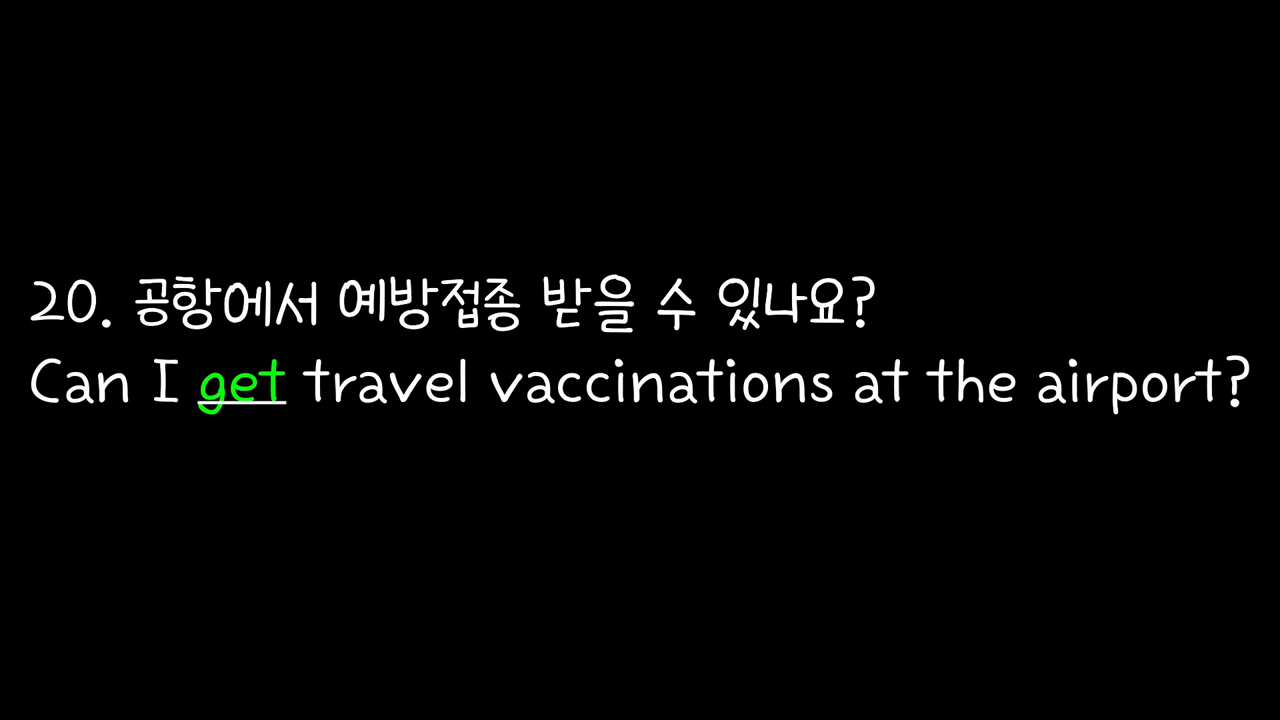 20. 공항에서 예방접종 받을 수 있나요?
Can I get travel vaccinations at the airport?